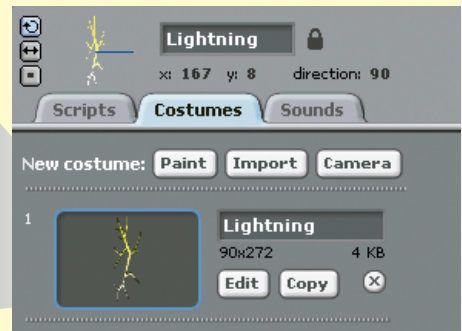 Lightning
x: 167 y: 8 direction: 90
Scripts Costumes Sounds
New costume: Paint Import Camera
1
Lightning
90x272 4 KB
Edit Copy